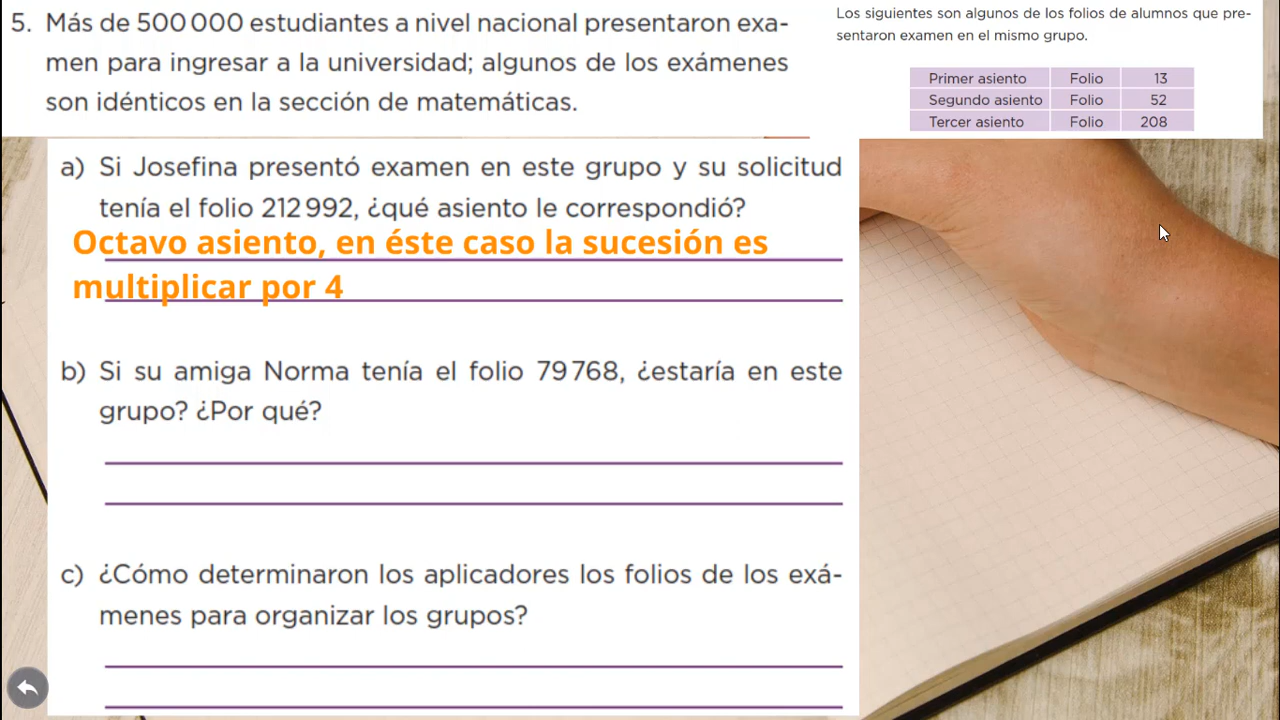 5. Más de 500 000 estudiantes a nivel nacional presentaron exa-
men para ingresar a la universidad; algunos de los exámenes
son idénticos en la sección de matemáticas.
Los siguientes son algunos de los folios de alumnos que pre-
sentaron examen en el mismo grupo.
Primer asiento Folio 13
Segundo asiento Folio 52
Tercer asiento Folio 208
a) Si Josefina presentó examen en este grupo y su solicitud
tenía el folio 212 992, ¿qué asiento le correspondió?
Octavo asiento, en éste caso la sucesión es
multiplicar por 4
b) Si su amiga Norma tenía el folio 79 768, ¿estaría en este
grupo? ¿Por qué?
c) ¿Cómo determinaron los aplicadores los folios de los exá-
menes para organizar los grupos?